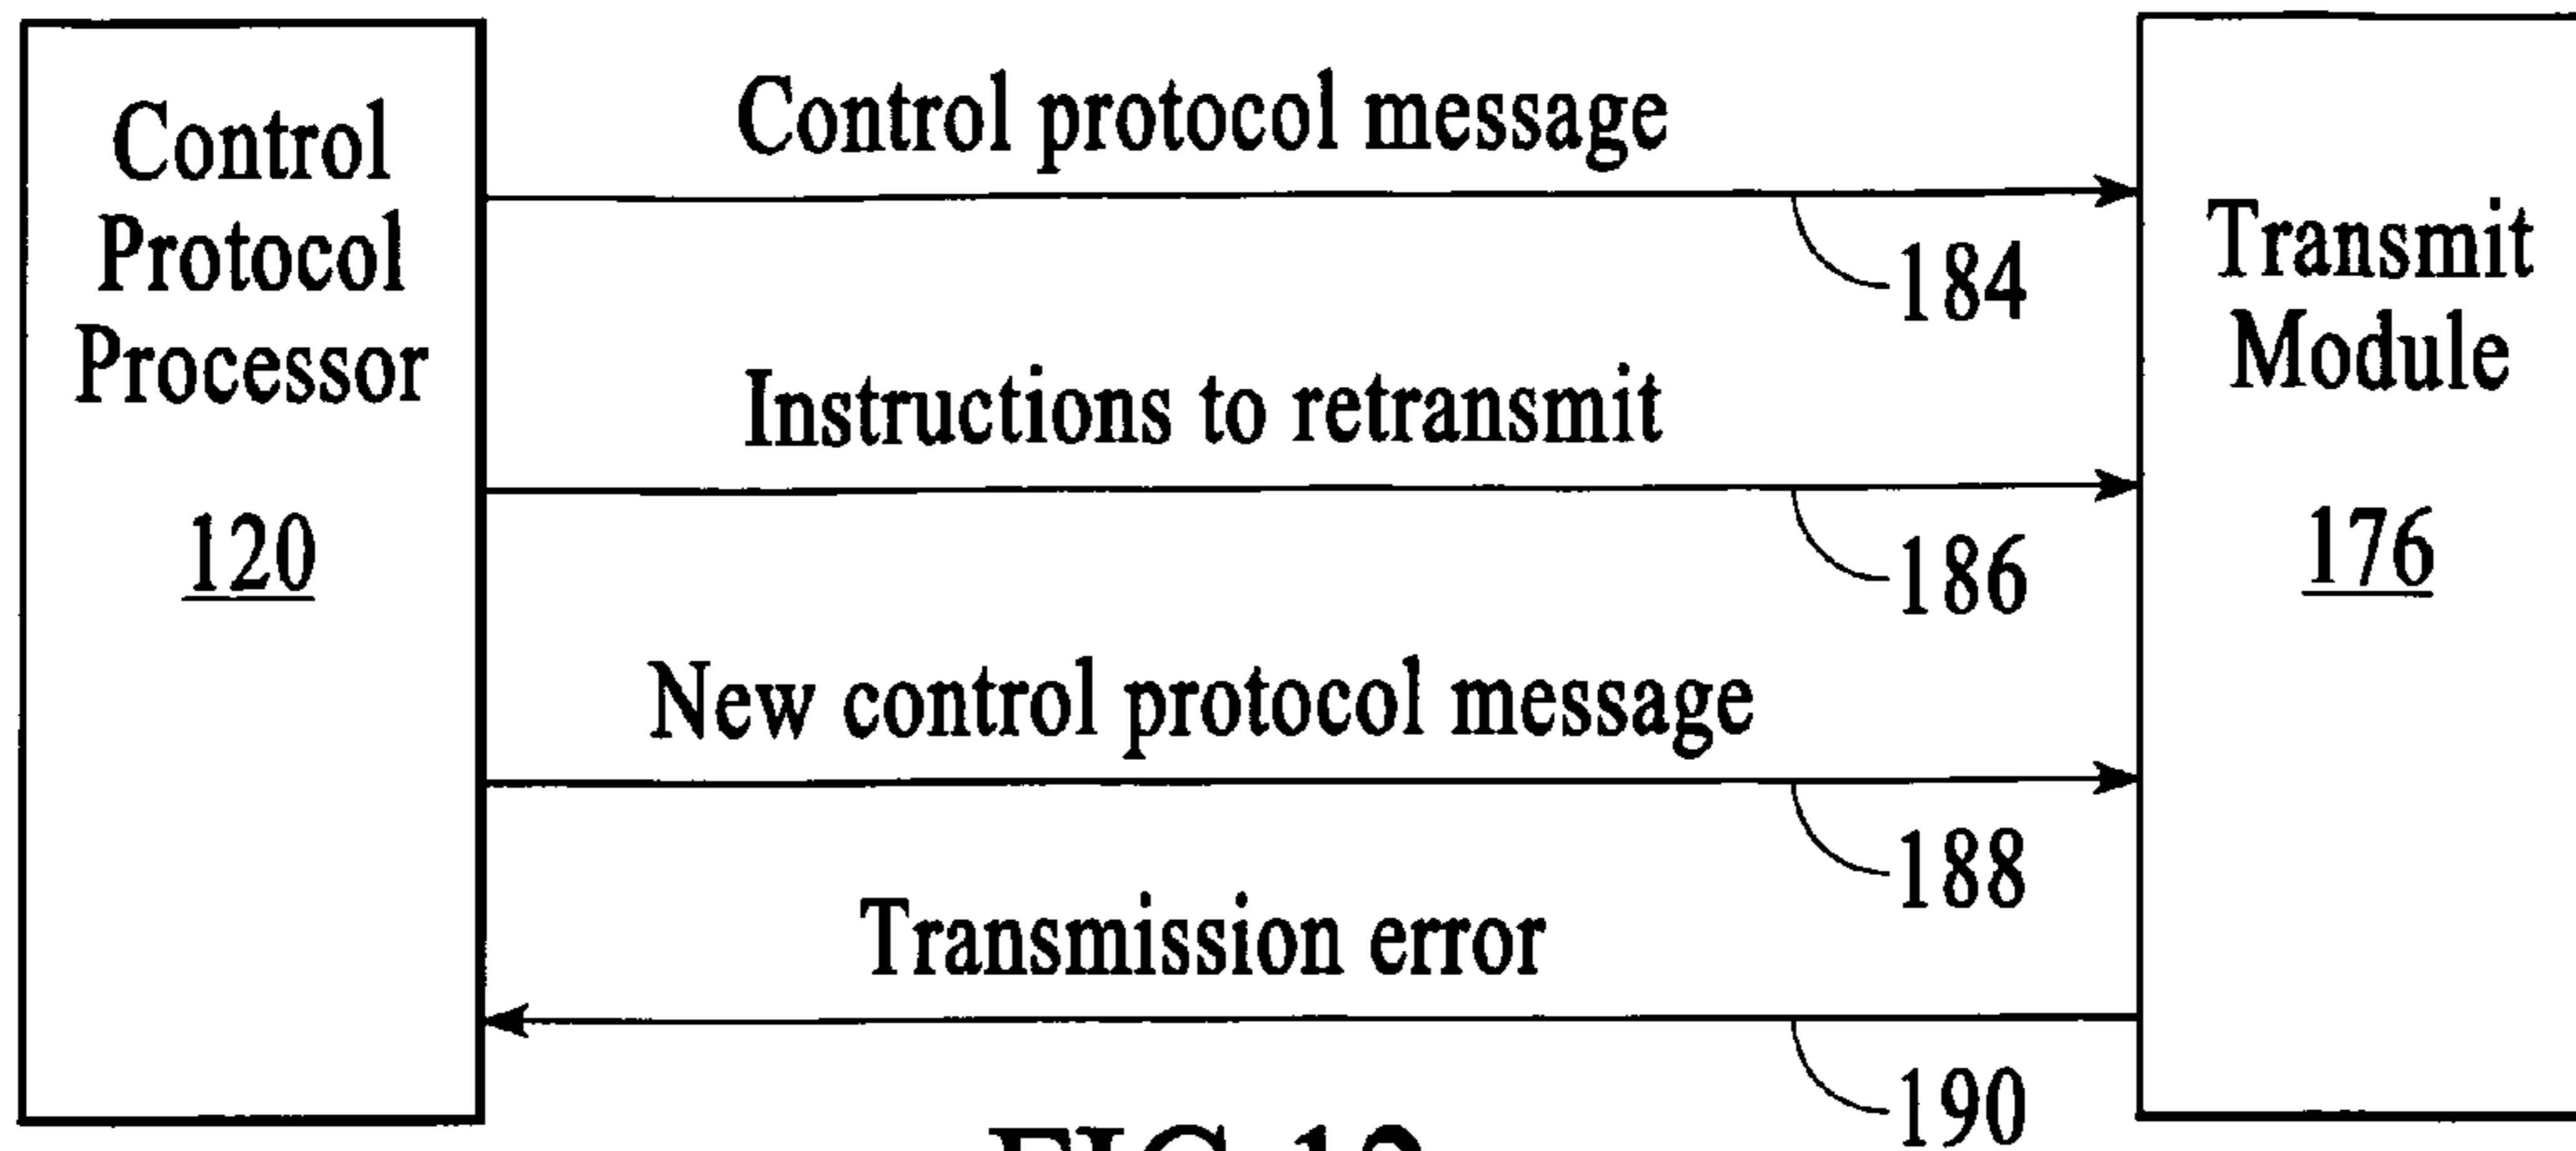 Control
Protocol
Processor
120
Control protocol message
184
Instructions to retransmit
186
New control protocol message
188
Transmission error
190
Transmit
Module
176